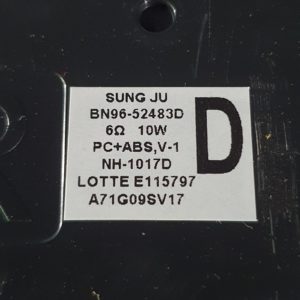 SUNG JU
BN96-52483D
6Ω 10W
PC+ABS,V-1
NH-1017D
LOTTE E115797
A71G09SV17
D